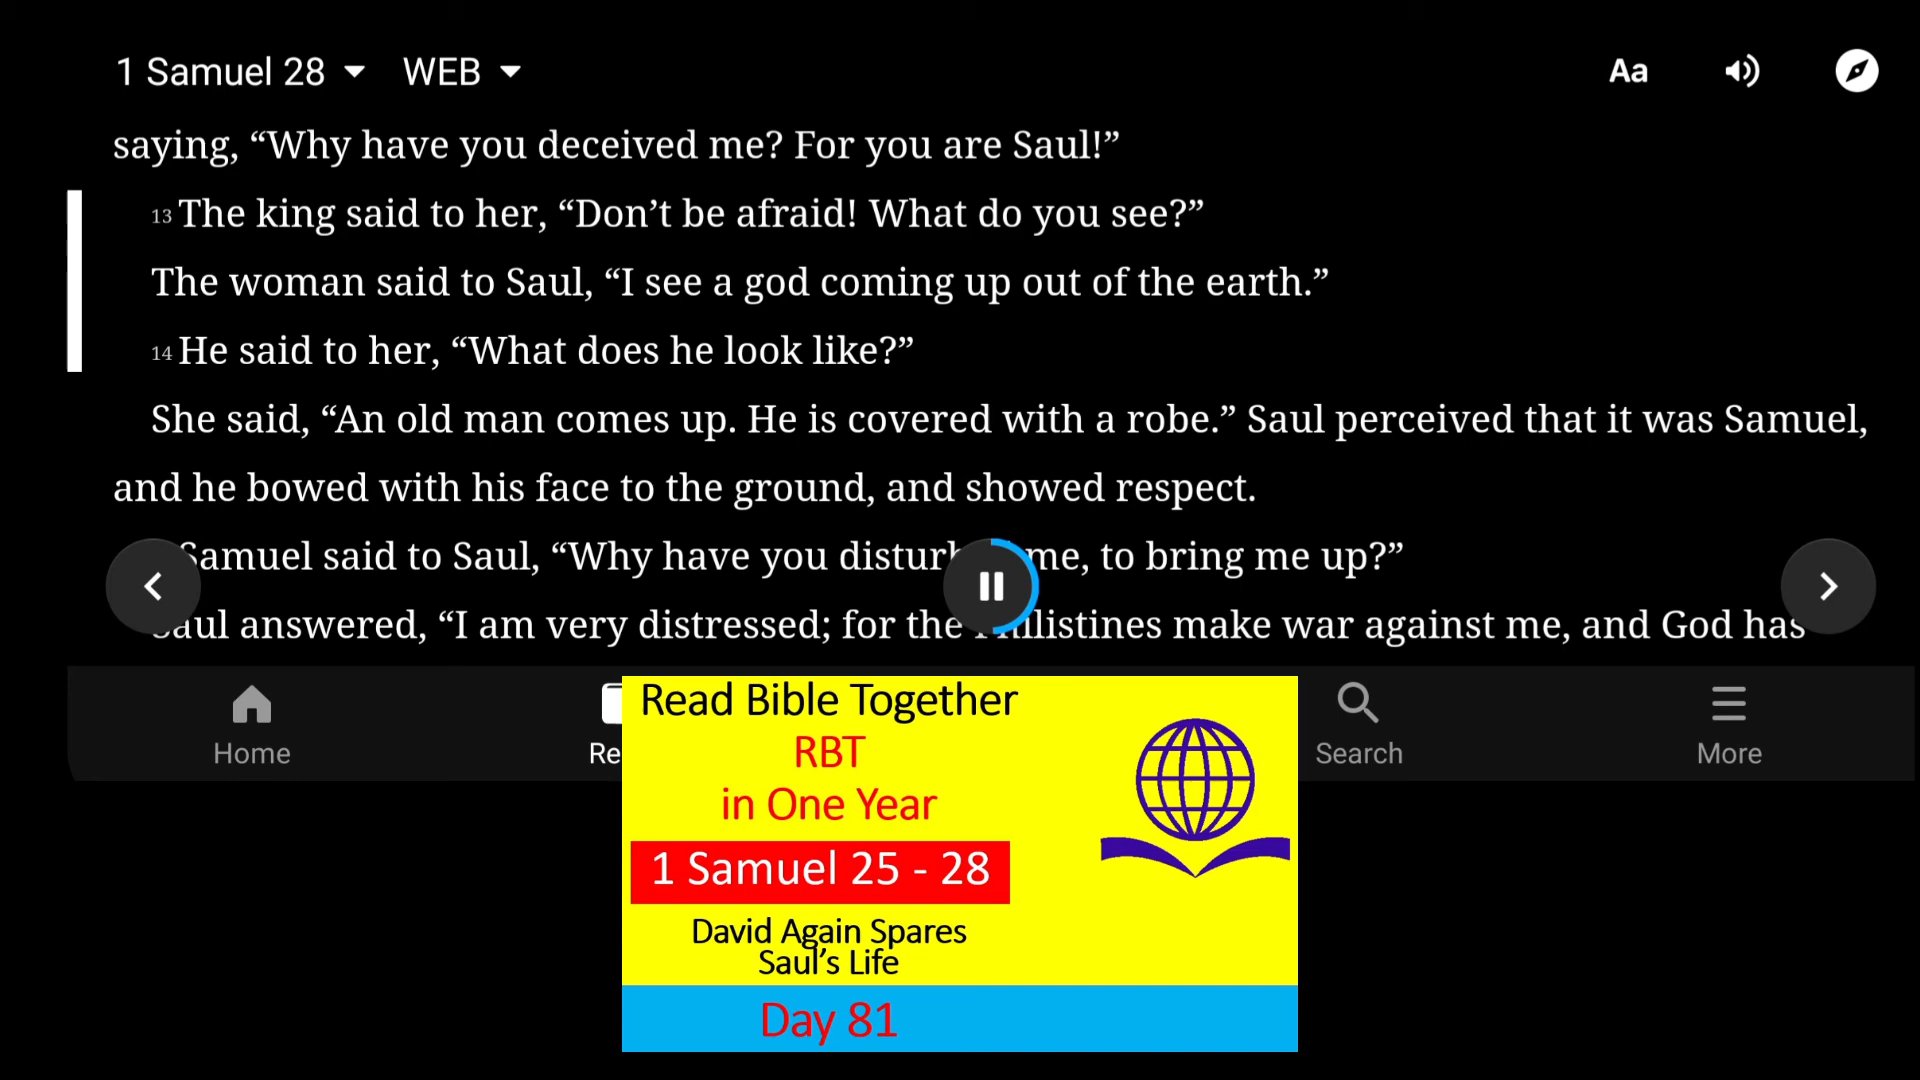 1 Samuel 28 WEB Aa
saying, “Why have you deceived me? For you are Saul!”
13 The king said to her, “Don’t be afraid! What do you see?”
The woman said to Saul, “I see a god coming up out of the earth.”
14 He said to her, “What does he look like?”
She said, “An old man comes up. He is covered with a robe.” Saul perceived that it was Samuel,
and he bowed with his face to the ground, and showed respect.
Samuel said to Saul, “Why have you me, to bring me up?”
Saul answered, “I am very distressed; for the Philistines make war against me, and God has
Home Re Search More
Read Bible Together
RBT
in One Year
1 Samuel 25 - 28
David Again Spares
Saul’s Life
Day 81